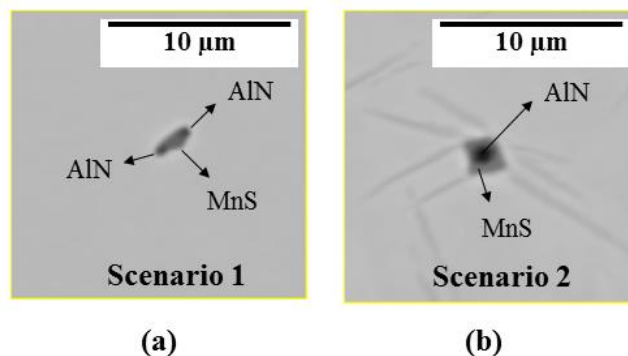 10 µm
AlN
AlN
MnS
Scenario 1
(a)
10 µm
AlN
MnS
Scenario 2
(b)